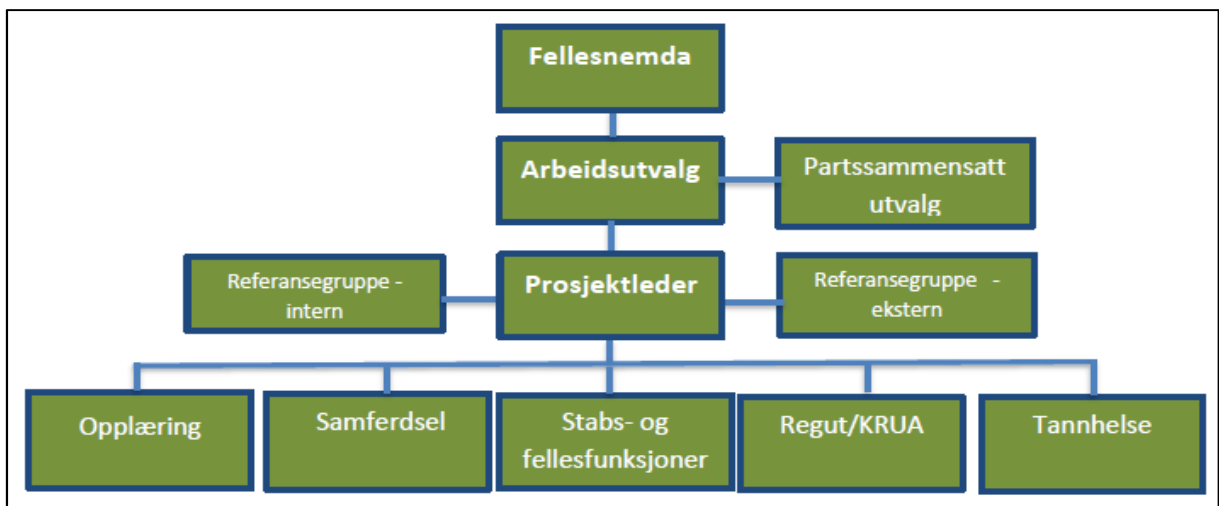 Fellesnemda
Arbeidsutvalg
Partssammensatt
utvalg
Referansegruppe -
intern
Prosjektleder
Referansegruppe -
ekstern
Opplæring
Samferdsel
Stabs- og
fellesfunksjoner
Regut/KRUA
Tannhelse